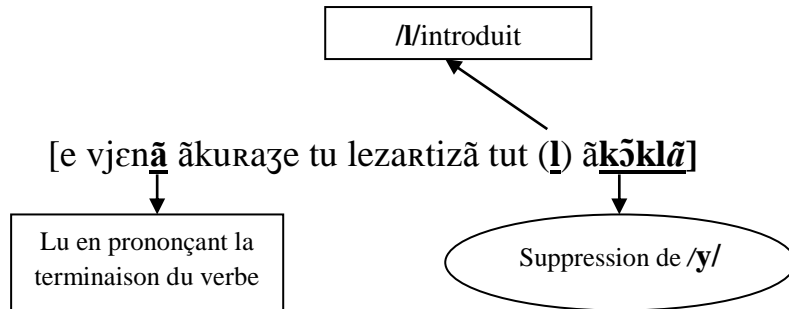 /l/introduit
[e vjɛnã ãkuʀaʒe tu lezaʀtizã tut (l) ãkɔ̃klã]
Lu en prononçant la
terminaison du verbe
Suppression de /y/